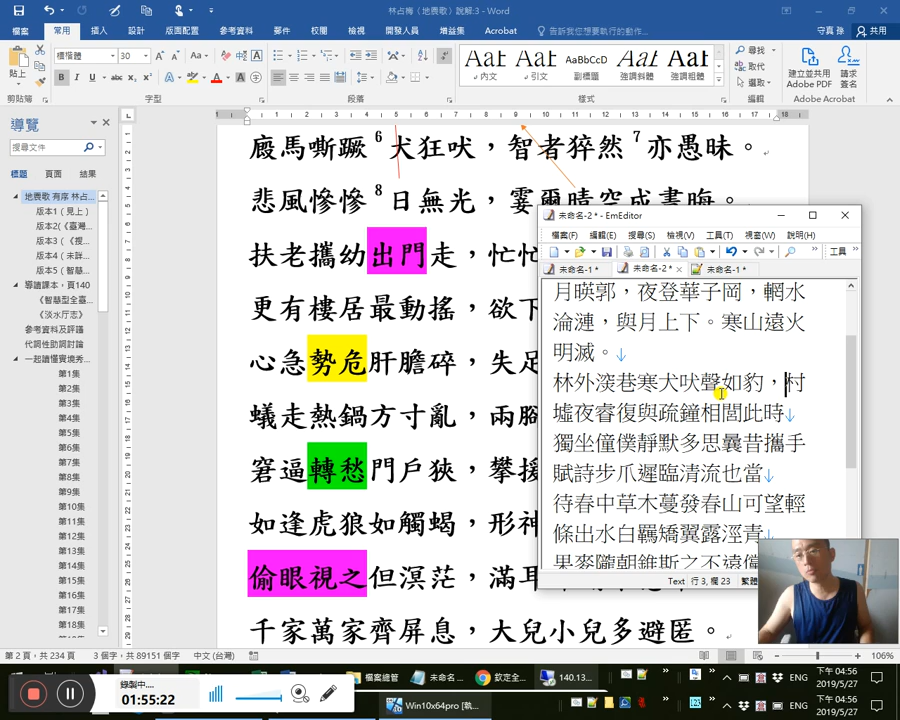 林占梅〈地震歌〉說解:3 - Word
檔案 常用 插入 設計 版面配置 參考資料 郵件 校閱 檢視 開發人員 增益集 Acrobat 告訴我您想要執行的動作... 守真 孫 共用
貼上 標楷體 30 尋找 取代 選取
AaBbCcD
內文 引文 副標題 強調斜體 強調粗體
建立並共用 Adobe PDF 請求簽名
剪貼簿 字型 段落 樣式 編輯 Adobe Acrobat
導覽
搜尋文件
標題 頁面 結果
地震歌 有序 林占...
版本1（見上）
版本2(《臺灣...
版本3（《搜...
版本4（未詳...
版本5（智慧...
導讀課本，頁140
《智慧型全臺...
《淡水厅志》
參考資料及評議
代詞性助詞討論
一起讀懂實境秀...
第1集
第2集
第3集
第4集
第5集
第6集
第7集
第8集
第9集
第10集
第11集
第12集
第13集
第14集
第15集
第16集
第17集
第18集
廄馬嘶蹶6犬狂吠，智者猝然7亦愚昧。
悲風慘慘8日無光，霎爾晴空成晝晦。
扶老攜幼出門走，忙忙
更有樓居最動搖，欲下
心急勢危肝膽碎，失足
蟻走熱鍋方寸亂，兩腳
窘逼轉愁門戶狹，攀援
如逢虎狼如觸蝎，形神
偷眼視之但溟茫，滿耳
千家萬家齊屏息，大兒小兒多避匿。
未命名-2 * - EmEditor
檔案(F) 編輯(E) 搜尋(S) 檢視(V) 工具(T) 視窗(W) 說明(H)
工具
未命名-1 * 未命名-2 * 未命名-1 *
月暎郭，夜登華子岡，輞水
淪漣，與月上下。寒山遠火
明滅。
林外深巷寒犬吠聲如豹，村
墟夜舂復與疏鐘相間此時
獨坐僮僕靜默多思曩昔攜手
賦詩步仄逕臨清流也當
待春中草木蔓發春山可望輕
鯈出水白鷗矯翼露溼青
Text 行 3, 欄 23 繁體
第 2 頁，共 234 頁 3 個字，共 89151 個字 中文 (台灣) 106%
錄製中...
01:55:22
檔案總管 未命名 ... 欽定全... 140.13...
Win10x64pro [執...
ENG 下午 04:56 2019/5/27
ENG 下午 04:56 2019/5/27